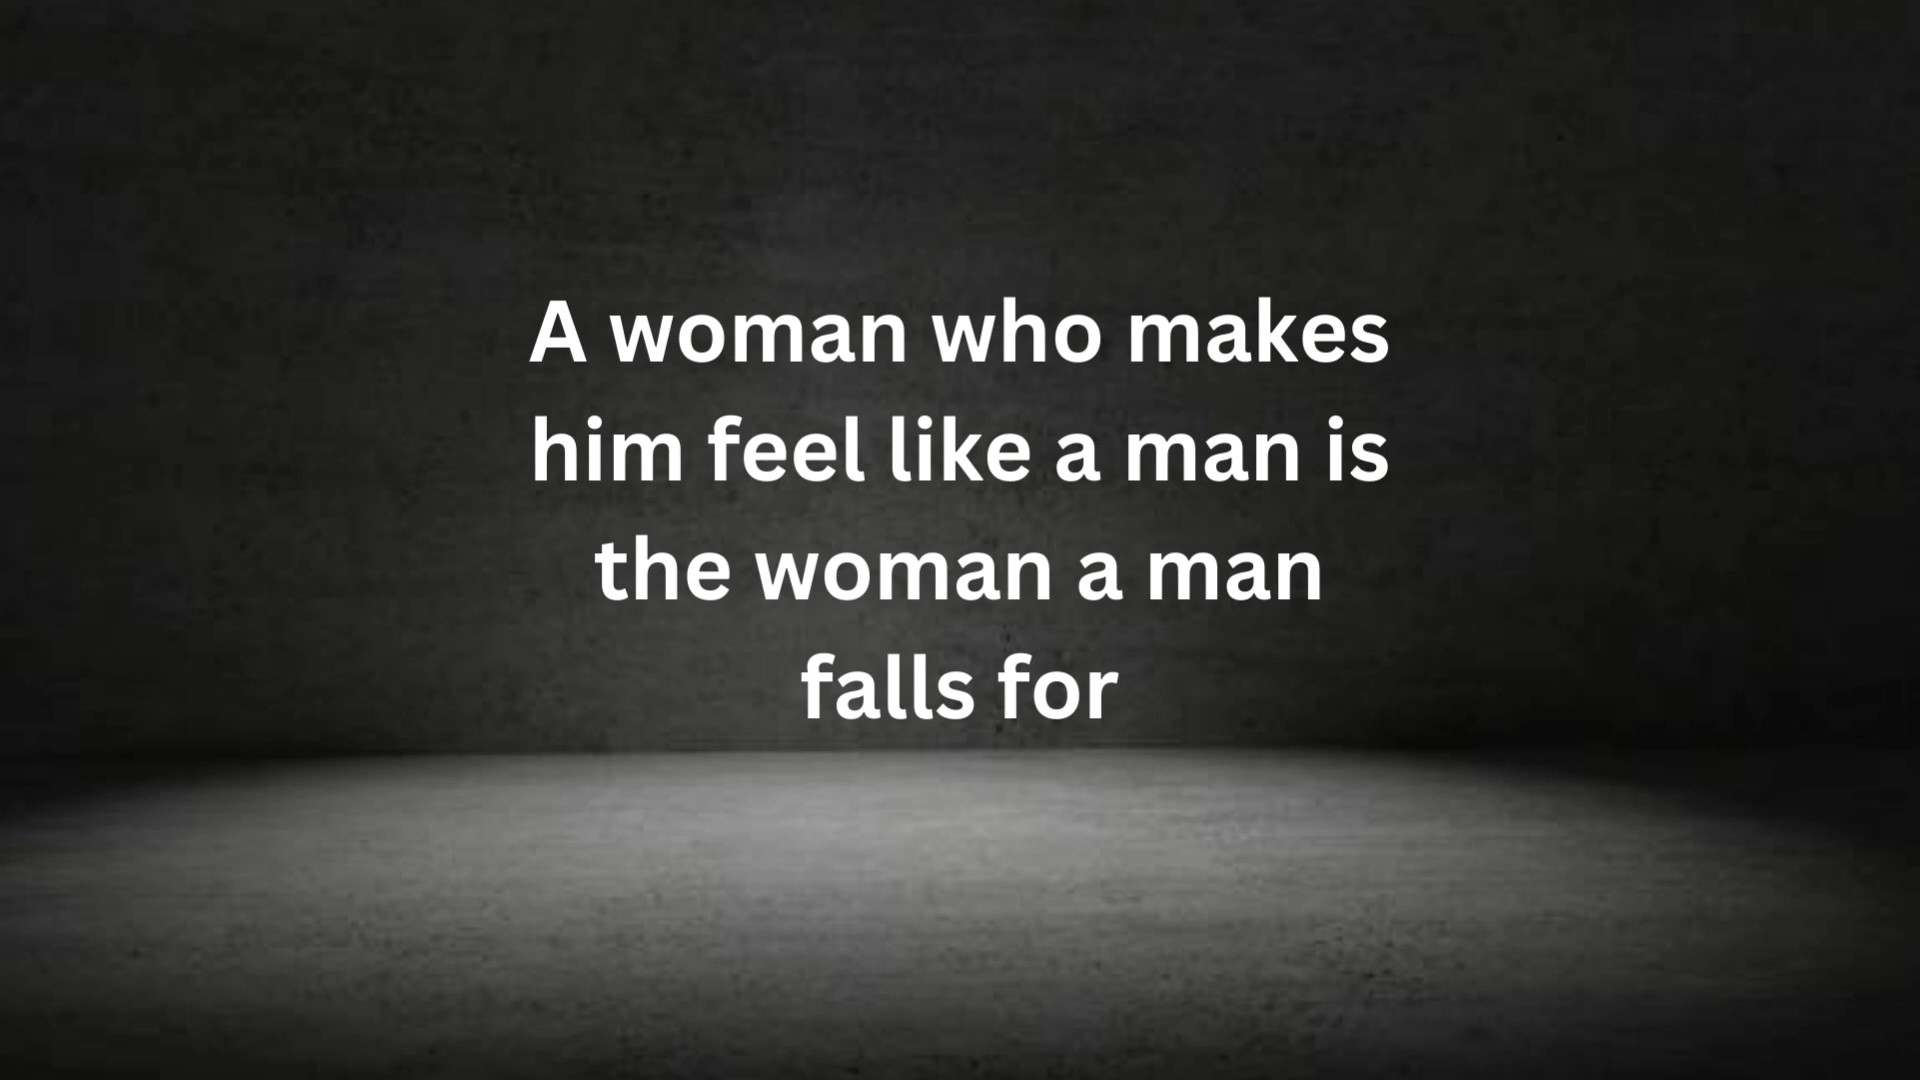 A woman who makes
him feel like a man is
the woman a man
falls for